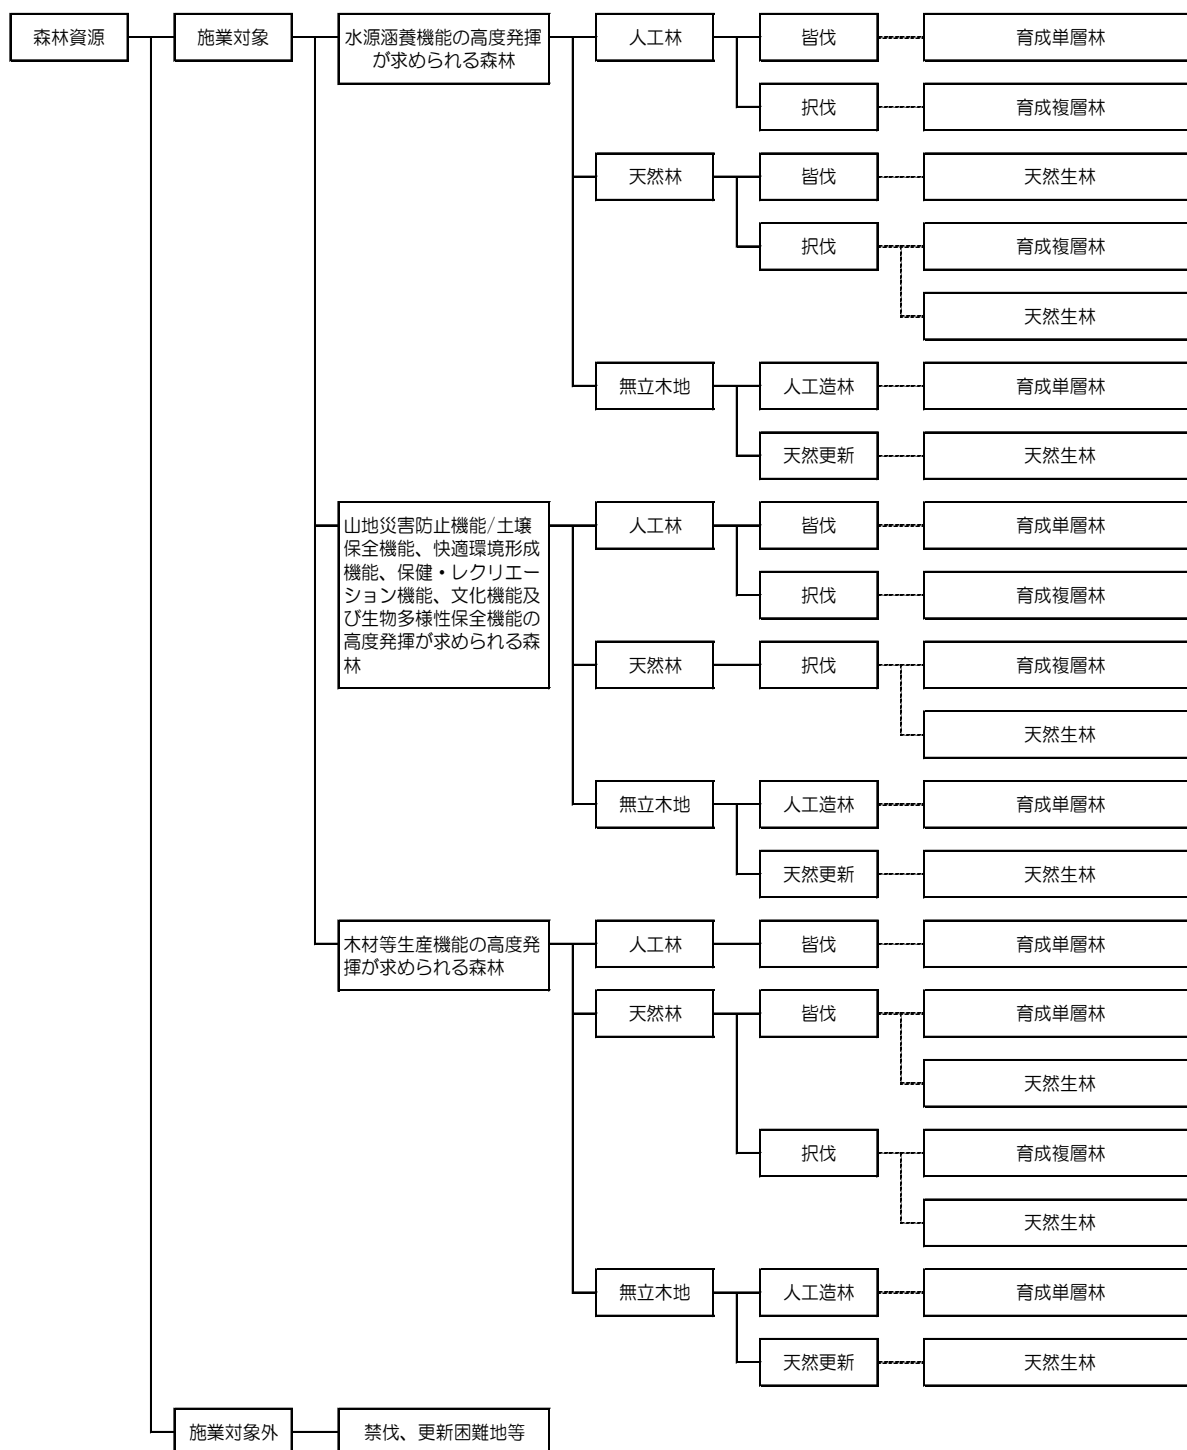 森林資源
施業対象
水源涵養機能の高度発揮
が求められる森林
人工林
皆伐
育成単層林
択伐
育成複層林
天然林
皆伐
天然生林
択伐
育成複層林
天然生林
無立木地
人工造林
育成単層林
天然更新
天然生林
山地災害防止機能/土壌
保全機能、快適環境形成
機能、保健・レクリエー
ション機能、文化機能及
び生物多様性保全機能の
高度発揮が求められる森
林
人工林
皆伐
育成単層林
択伐
育成複層林
天然林
択伐
育成複層林
天然生林
無立木地
人工造林
育成単層林
天然更新
天然生林
木材等生産機能の高度発
揮が求められる森林
人工林
皆伐
育成単層林
天然林
皆伐
育成単層林
天然生林
択伐
育成複層林
天然生林
無立木地
人工造林
育成単層林
天然更新
天然生林
施業対象外
禁伐、更新困難地等